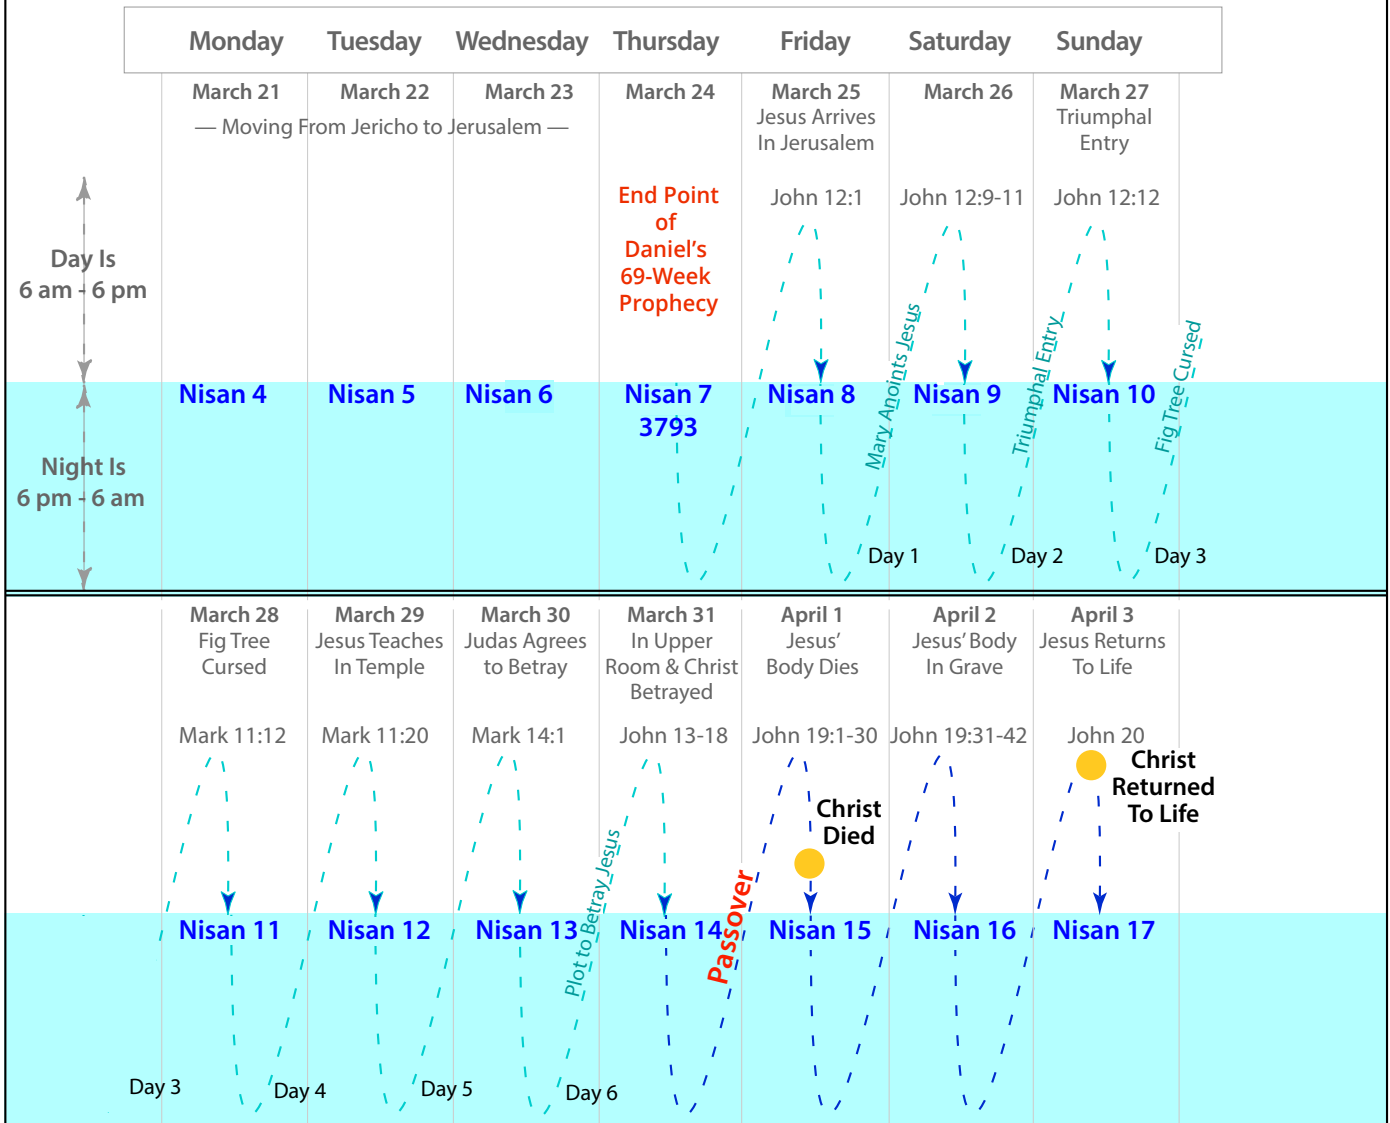 Monday Tuesday Wednesday Thursday Friday Saturday Sunday
March 21 March 22 March 23 March 24 March 25 March 26 March 27
— Moving From Jericho to Jerusalem —
Jesus Arrives
In Jerusalem
Triumphal
Entry
End Point
of
Daniel's
69-Week
Prophecy
John 12:1 John 12:9-11 John 12:12
Day Is
6 am - 6 pm
Nisan 4 Nisan 5 Nisan 6 Nisan 7 Nisan 8 Nisan 9 Nisan 10
3793
Mary Anoints Jesus
Triumphal Entry
Fig Tree Cursed
Night Is
6 pm - 6 am
Day 1 Day 2 Day 3
March 28 March 29 March 30 March 31 April 1 April 2 April 3
Fig Tree
Cursed
Jesus Teaches
In Temple
Judas Agrees
to Betray
In Upper
Room & Christ
Betrayed
Jesus'
Body Dies
Jesus' Body
In Grave
Jesus Returns
To Life
Mark 11:12 Mark 11:20 Mark 14:1 John 13-18 John 19:1-30 John 19:31-42 John 20
Christ
Returned
To Life
Christ
Died
Plot to Betray Jesus
Passover
Nisan 11 Nisan 12 Nisan 13 Nisan 14 Nisan 15 Nisan 16 Nisan 17
Day 3 Day 4 Day 5 Day 6